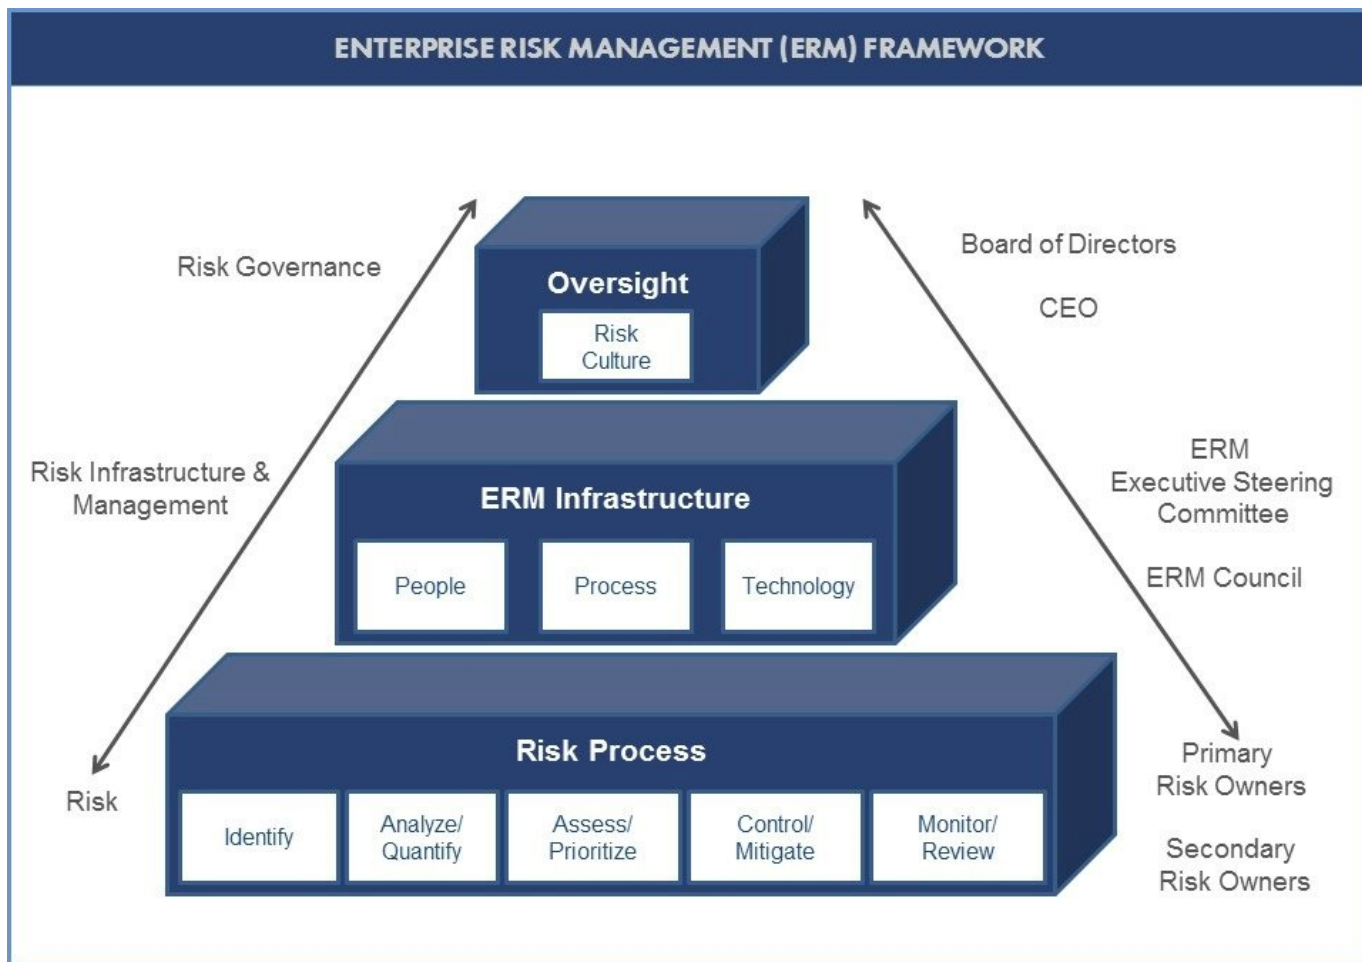 ENTERPRISE RISK MANAGEMENT (ERM) FRAMEWORK
Risk Governance
Oversight
Risk
Culture
Board of Directors
CEO
Risk Infrastructure &
Management
ERM Infrastructure
People
Process
Technology
ERM
Executive Steering
Committee
ERM Council
Risk
Risk Process
Identify
Analyze/
Quantify
Assess/
Prioritize
Control/
Mitigate
Monitor/
Review
Primary
Risk Owners
Secondary
Risk Owners